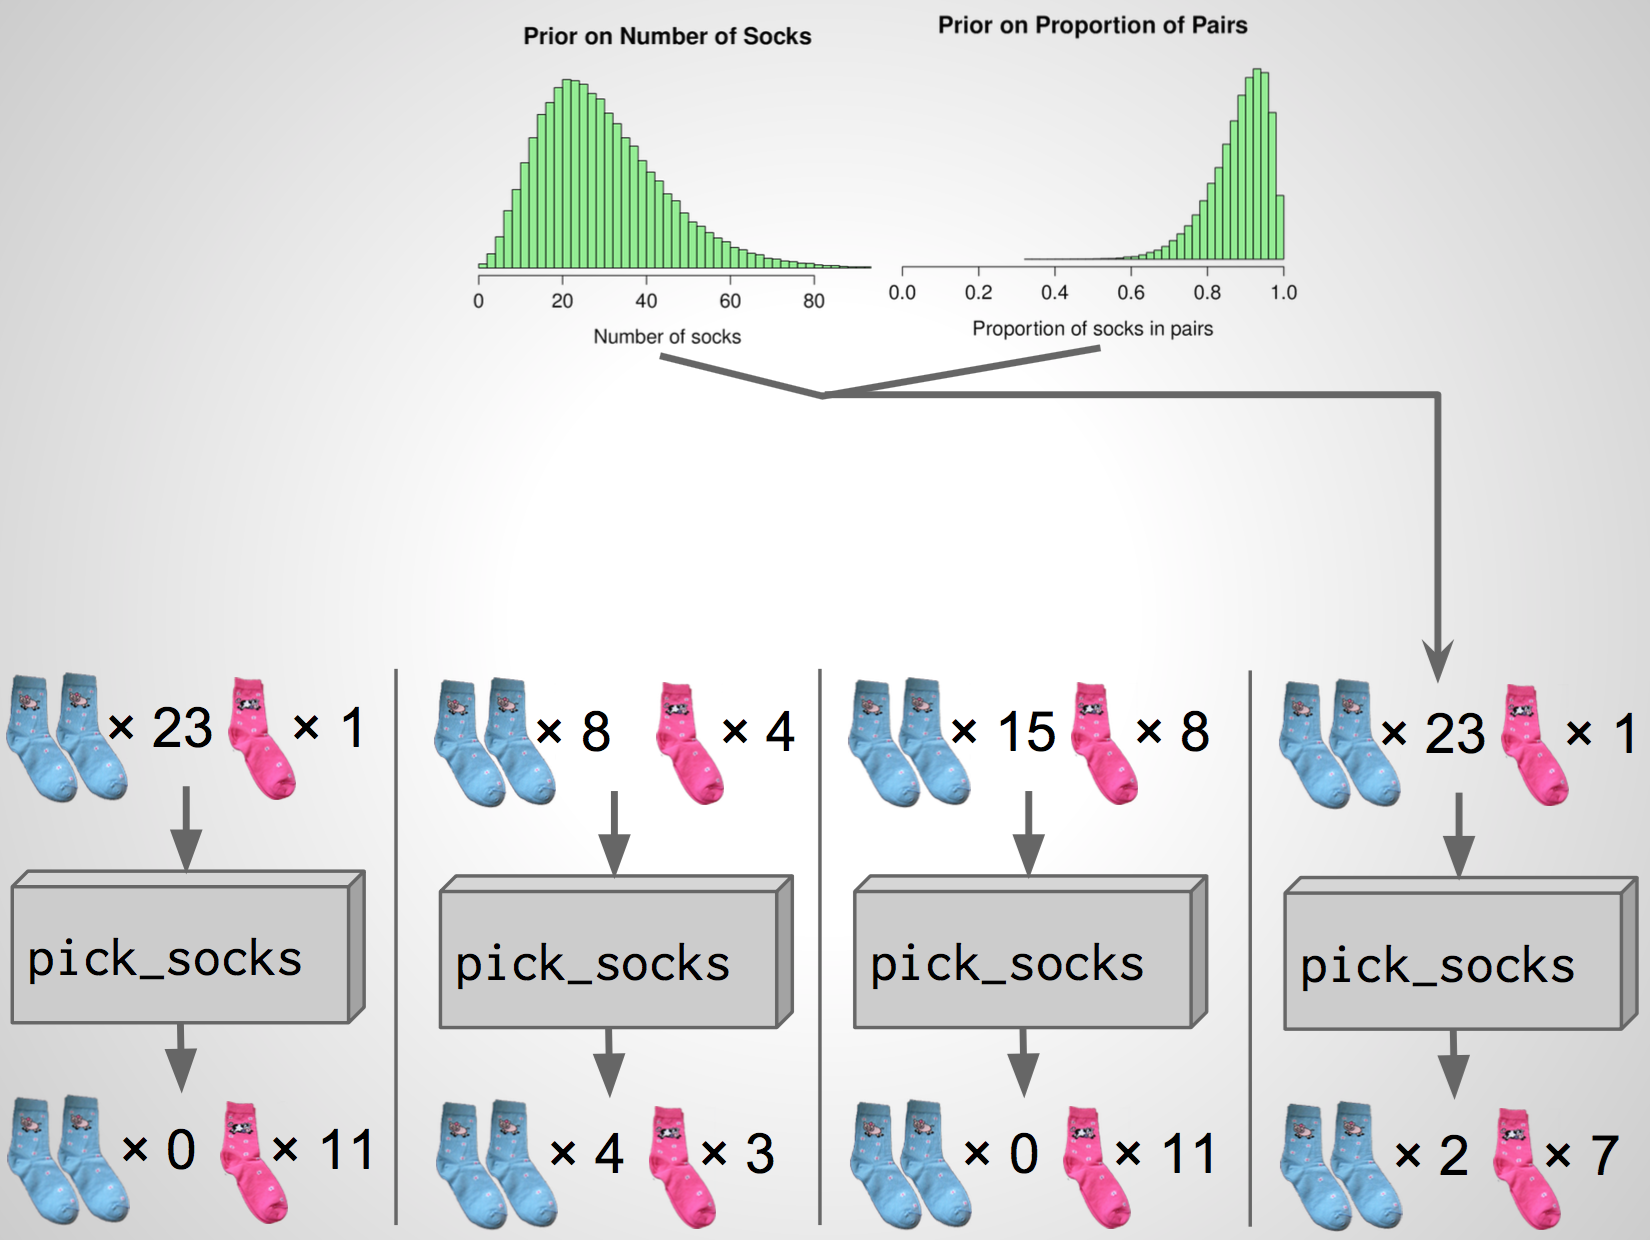 Prior on Number of Socks
Prior on Proportion of Pairs
0 20 40 60 80
0.0 0.2 0.4 0.6 0.8 1.0
Number of socks
Proportion of socks in pairs
× 23 × 1
× 8 × 4
× 15 × 8
× 23 × 1
pick_socks
pick_socks
pick_socks
pick_socks
× 0 × 11
× 4 × 3
× 0 × 11
× 2 × 7